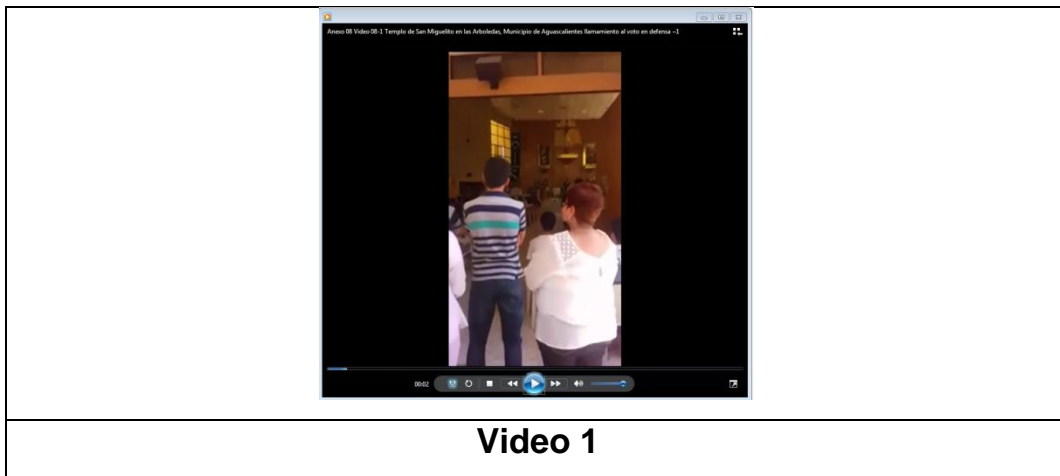 Anexo 08 Video 08-1 Templo de San Miguelito en las Arboledas, Municipio de Aguascalientes llamamiento al voto en defensa ~1
00:02
Video 1